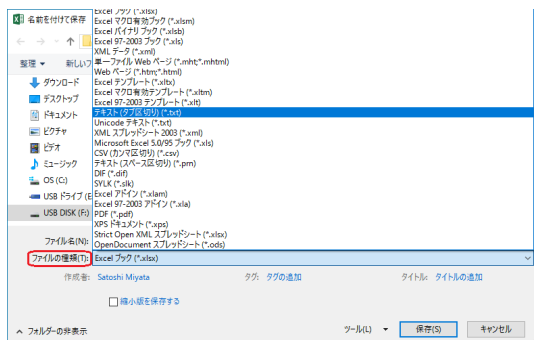 名前を付けて保存
Excel ブック (*.xlsx)
Excel マクロ有効ブック (*.xlsm)
Excel バイナリ ブック (*.xlsb)
Excel 97-2003 ブック (*.xls)
XML データ (*.xml)
単一ファイル Web ページ (*.mht;*.mhtml)
Web ページ (*.htm;*.html)
Excel テンプレート (*.xltx)
Excel マクロ有効テンプレート (*.xltm)
Excel 97-2003 テンプレート (*.xlt)
テキスト (タブ区切り) (*.txt)
Unicode テキスト (*.txt)
XML スプレッドシート 2003 (*.xml)
Microsoft Excel 5.0/95 ブック (*.xls)
CSV (カンマ区切り) (*.csv)
テキスト (スペース区切り) (*.prn)
DIF (*.dif)
SYLK (*.slk)
Excel アドイン (*.xlam)
Excel 97-2003 アドイン (*.xla)
PDF (*.pdf)
XPS ドキュメント (*.xps)
Strict Open XML スプレッドシート (*.xlsx)
OpenDocument スプレッドシート (*.ods)
整理 新しいフ
ダウンロード
デスクトップ
ドキュメント
ピクチャ
ビデオ
ミュージック
OS (C:)
USB ドライブ (E
USB DISK (F:)
ファイル名(N):
ファイルの種類(T): Excel ブック (*.xlsx)
作成者: Satoshi Miyata タグ: タグの追加 タイトル: タイトルの追加
縮小版を保存する
フォルダーの非表示 ツール(L) 保存(S) キャンセル